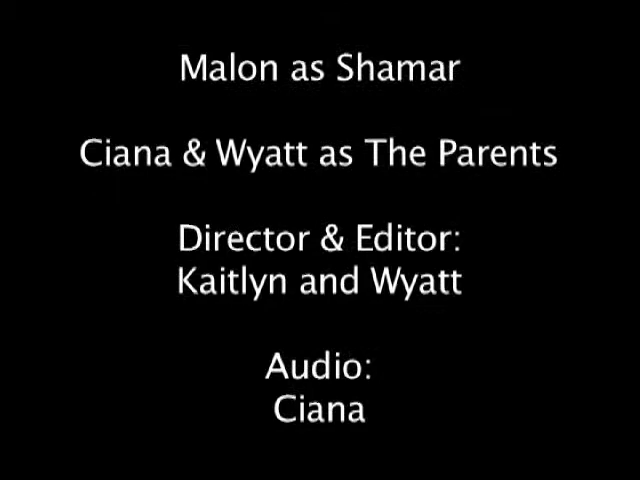 Malon as Shamar
Ciana & Wyatt as The Parents
Director & Editor:
Kaitlyn and Wyatt
Audio:
Ciana